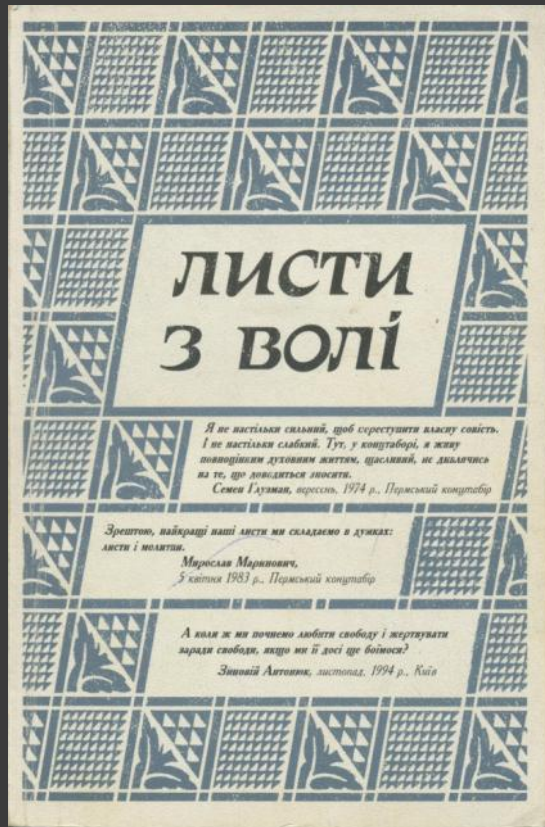 ЛИСТИ
З ВОЛІ
Я не настільки сильний, щоб переступити власну совість.
І не настільки слабкий. Тут, у концтаборі, я живу
повноцінним духовним життям, щасливий, не дивлячись
на те, що доводиться зносити.
Семен Глузман, вересень, 1974 р., Пермський концтабір
Зрештою, найкращі наші листи ми складаємо в думках:
листи і молитви.
Мирослав Маринович,
5 квітня 1983 р., Пермський концтабір
А коли ж ми почнемо любити свободу і жертвувати
заради свободи, якщо ми її досі ще боїмося?
Зиновій Антонюк, листопад, 1994 р., Київ